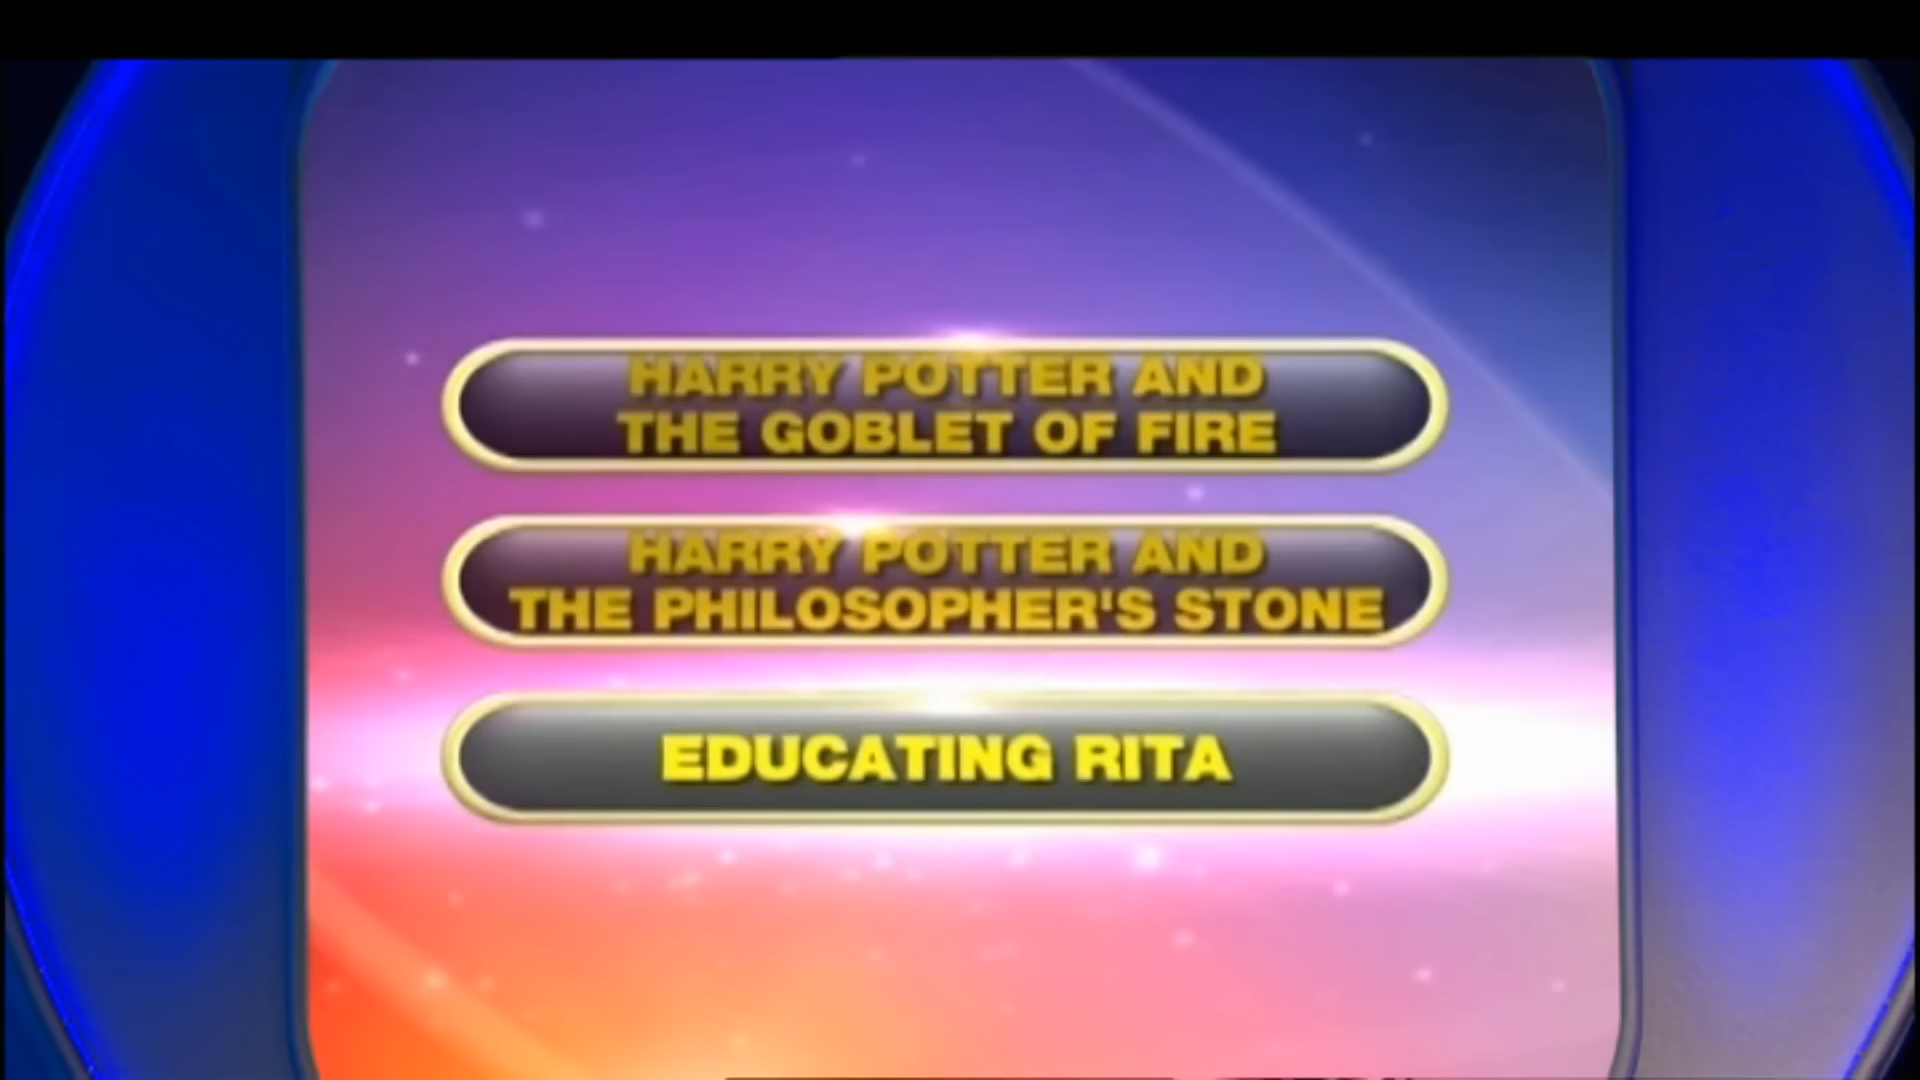 HARRY POTTER AND
THE GOBLET OF FIRE
HARRY POTTER AND
THE PHILOSOPHER'S STONE
EDUCATING RITA